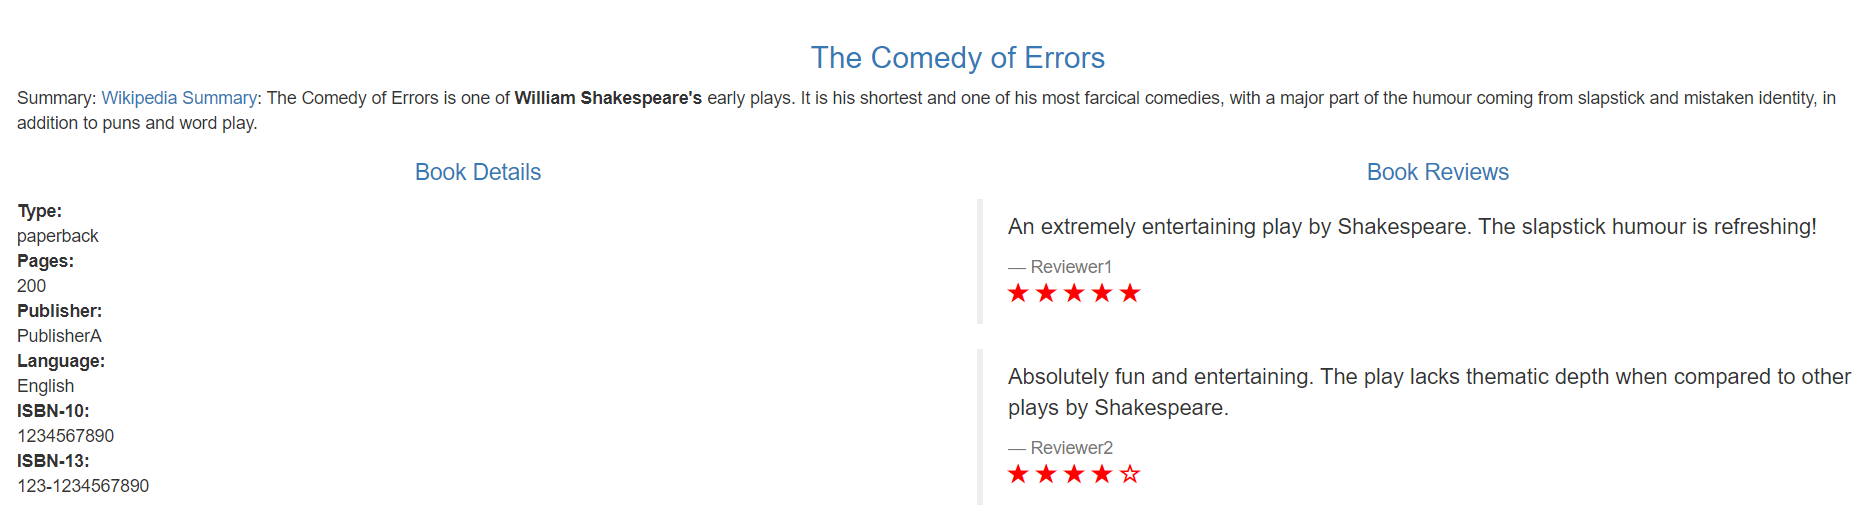 The Comedy of Errors
Summary: Wikipedia Summary: The Comedy of Errors is one of William Shakespeare's early plays. It is his shortest and one of his most farcical comedies, with a major part of the humour coming from slapstick and mistaken identity, in
addition to puns and word play.
Book Details
Type:
paperback
Pages:
200
Publisher:
PublisherA
Language:
English
ISBN-10:
1234567890
ISBN-13:
123-1234567890
Book Reviews
An extremely entertaining play by Shakespeare. The slapstick humour is refreshing!
— Reviewer1
★ ★ ★ ★ ★
Absolutely fun and entertaining. The play lacks thematic depth when compared to other
plays by Shakespeare.
— Reviewer2
★ ★ ★ ★ ☆